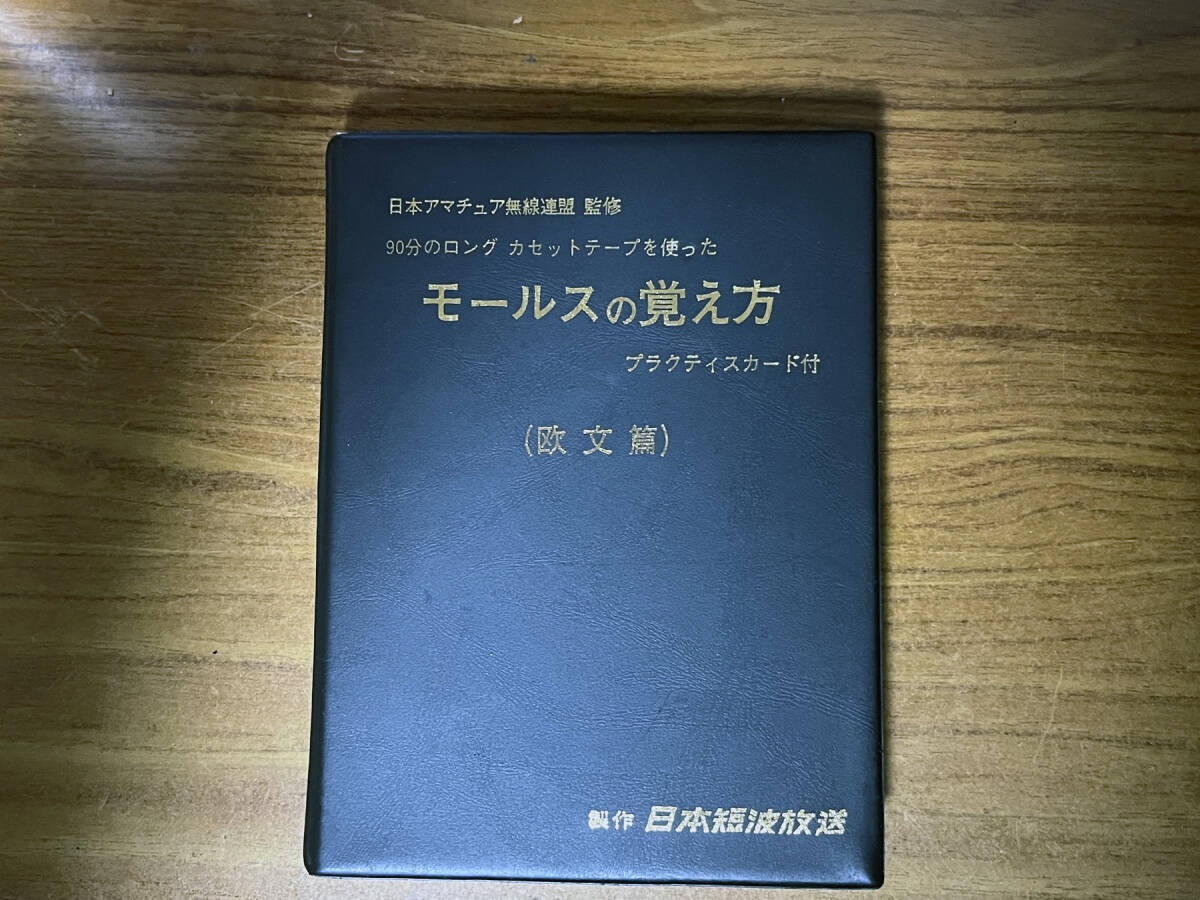 日本アマチュア無線連盟 監修
90分のロング カセットテープを使った
モールスの覚え方
プラクティスカード付
(欧文篇)
製作 日本短波放送